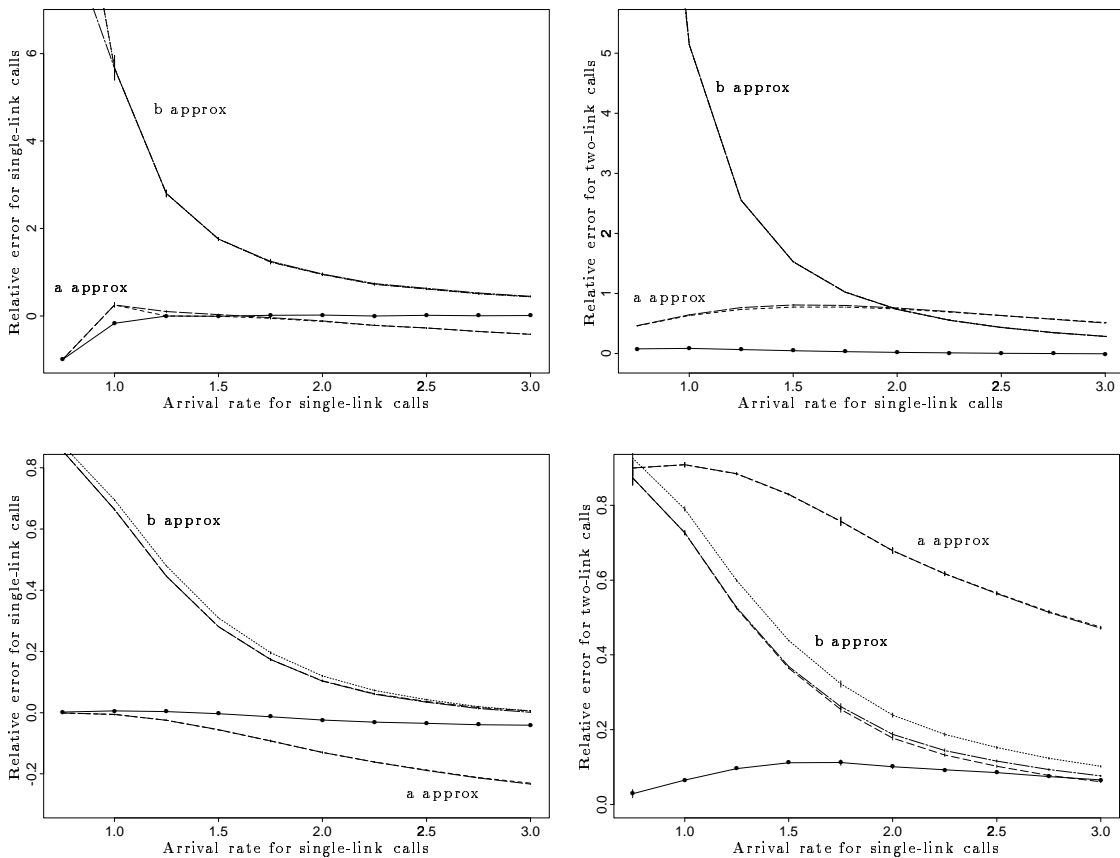 Relative error for single-link calls
6
4
2
0
b approx
a approx
1.0 1.5 2.0 2.5 3.0
Arrival rate for single-link calls
Relative error for two-link calls
5
4
3
2
1
0
b approx
a approx
1.0 1.5 2.0 2.5 3.0
Arrival rate for single-link calls
Relative error for single-link calls
0.8
0.6
0.4
0.2
0.0
-0.2
b approx
a approx
1.0 1.5 2.0 2.5 3.0
Arrival rate for single-link calls
Relative error for two-link calls
0.8
0.6
0.4
0.2
0.0
a approx
b approx
1.0 1.5 2.0 2.5 3.0
Arrival rate for single-link calls